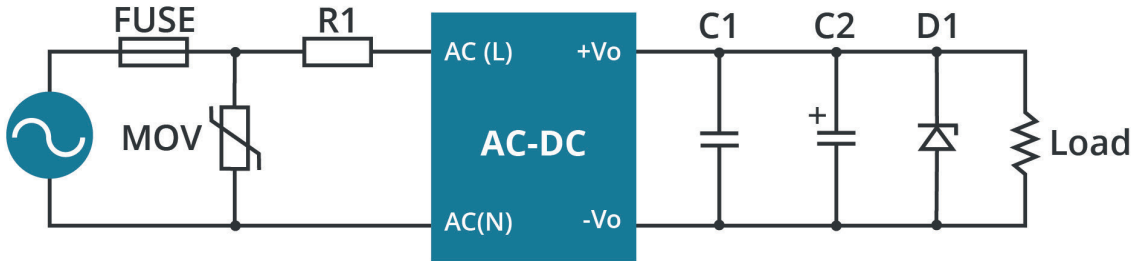 FUSE
R1
C1
C2
D1
AC (L)
+Vo
MOV
AC-DC
+
Load
AC(N)
-Vo